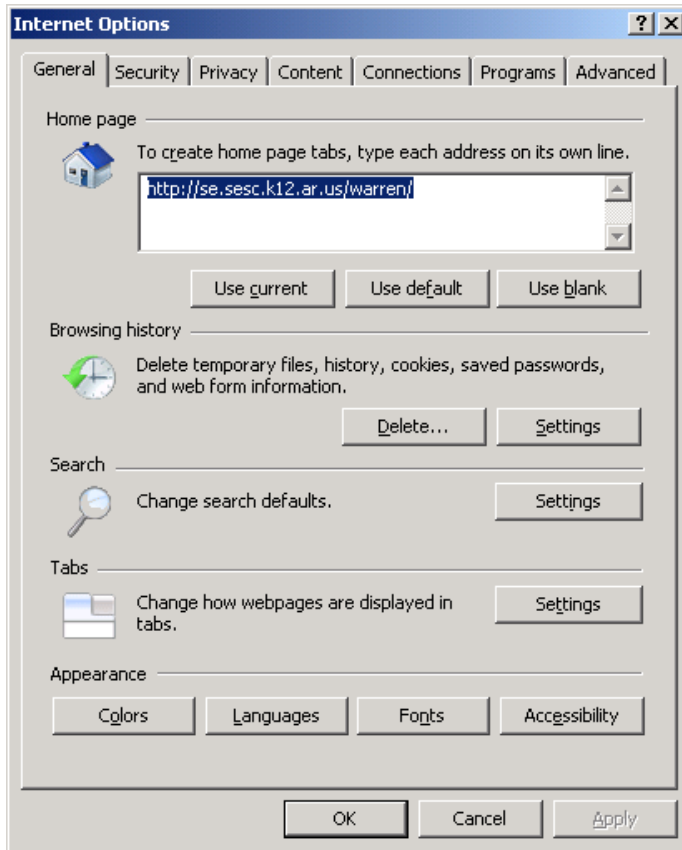 Internet Options
General Security Privacy Content Connections Programs Advanced
Home page
To create home page tabs, type each address on its own line.
http://se.sesc.k12.ar.us/warren/
Use current Use default Use blank
Browsing history
Delete temporary files, history, cookies, saved passwords,
and web form information.
Delete... Settings
Search
Change search defaults. Settings
Tabs
Change how webpages are displayed in
tabs.
Settings
Appearance
Colors Languages Fonts Accessibility
OK Cancel Apply